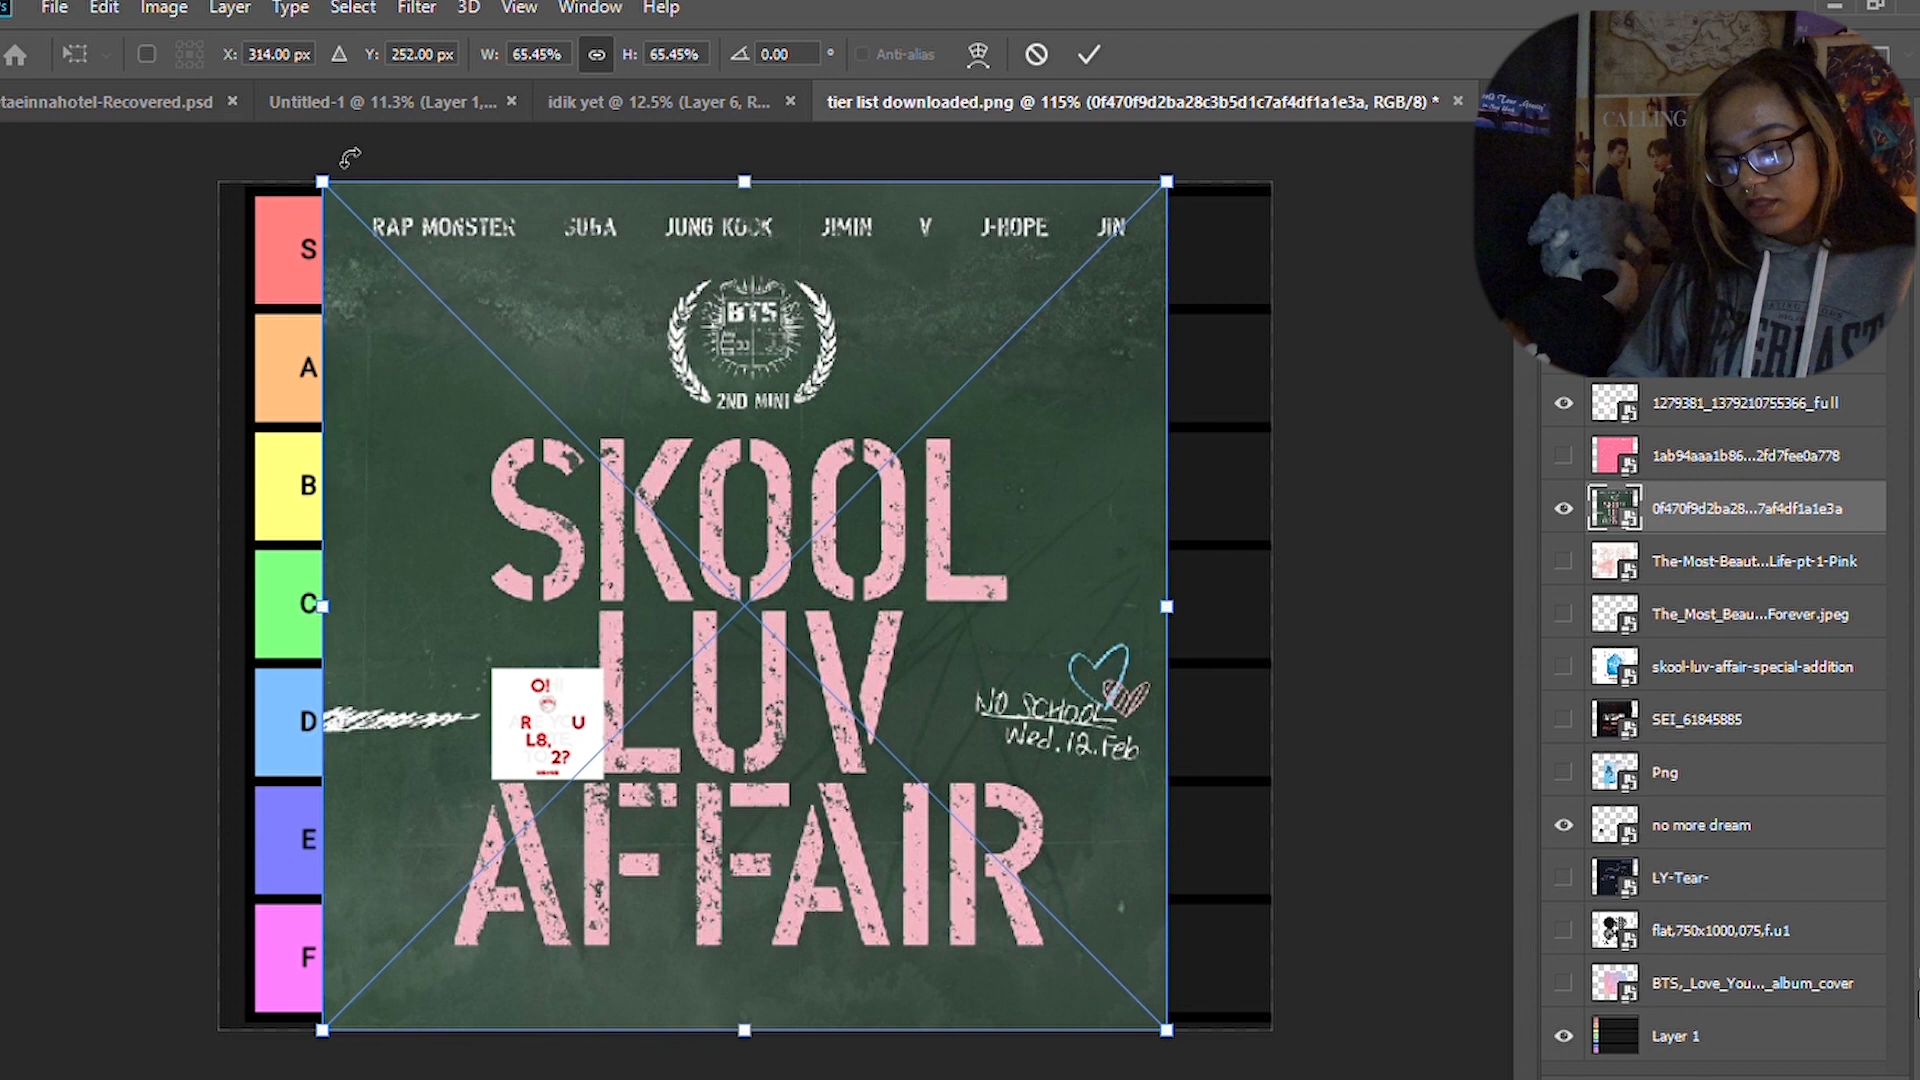 File Edit Image Layer Type Select Filter 3D View Window Help
X: 314.00 px Y: 252.00 px W: 65.45% H: 65.45% 0.00 ° Anti-alias
taeinnahotel-Recovered.psd × Untitled-1 @ 11.3% (Layer 1,... × idik yet @ 12.5% (Layer 6, R... × tier list downloaded.png @ 115% (0f470f9d2ba28c3b5d1c7af4df1a1e3a, RGB/8) * ×
CALLING
EVERLAST
S
A
B
C
D
E
F
RAP MONSTER SUGA JUNG KOOK JIMIN V J-HOPE JIN
BTS
2ND MINI
SKOOL
LUV
AFFAIR
NO SCHOOL
Wed.12.Feb
O!
R U
L8,
2?
1279381_1379210755366_full
1ab94aaa1b86...2fd7fee0a778
0f470f9d2ba28...7af4df1a1e3a
The-Most-Beaut...Life-pt-1-Pink
The_Most_Beau...Forever.jpeg
skool-luv-affair-special-addition
SEI_61845885
Png
no more dream
LY-Tear-
flat,750x1000,075,f.u1
BTS,_Love_You..._album_cover
Layer 1